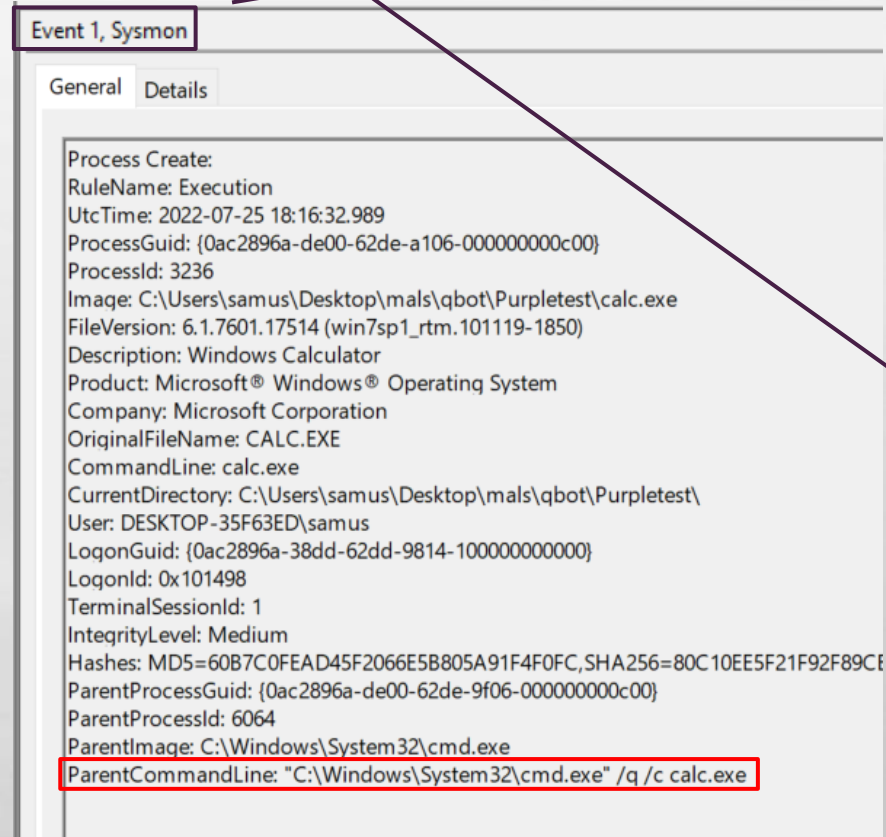 Event 1, Sysmon
General Details
Process Create:
RuleName: Execution
UtcTime: 2022-07-25 18:16:32.989
ProcessGuid: {0ac2896a-de00-62de-a106-000000000c00}
ProcessId: 3236
Image: C:\Users\samus\Desktop\mals\qbot\Purpletest\calc.exe
FileVersion: 6.1.7601.17514 (win7sp1_rtm.101119-1850)
Description: Windows Calculator
Product: Microsoft® Windows® Operating System
Company: Microsoft Corporation
OriginalFileName: CALC.EXE
CommandLine: calc.exe
CurrentDirectory: C:\Users\samus\Desktop\mals\qbot\Purpletest\
User: DESKTOP-35F63ED\samus
LogonGuid: {0ac2896a-38dd-62dd-9814-100000000000}
LogonId: 0x101498
TerminalSessionId: 1
IntegrityLevel: Medium
Hashes: MD5=60B7C0FEAD45F2066E5B805A91F4F0FC,SHA256=80C10EE5F21F92F89CE
ParentProcessGuid: {0ac2896a-de00-62de-9f06-000000000c00}
ParentProcessId: 6064
ParentImage: C:\Windows\System32\cmd.exe
ParentCommandLine: "C:\Windows\System32\cmd.exe" /q /c calc.exe